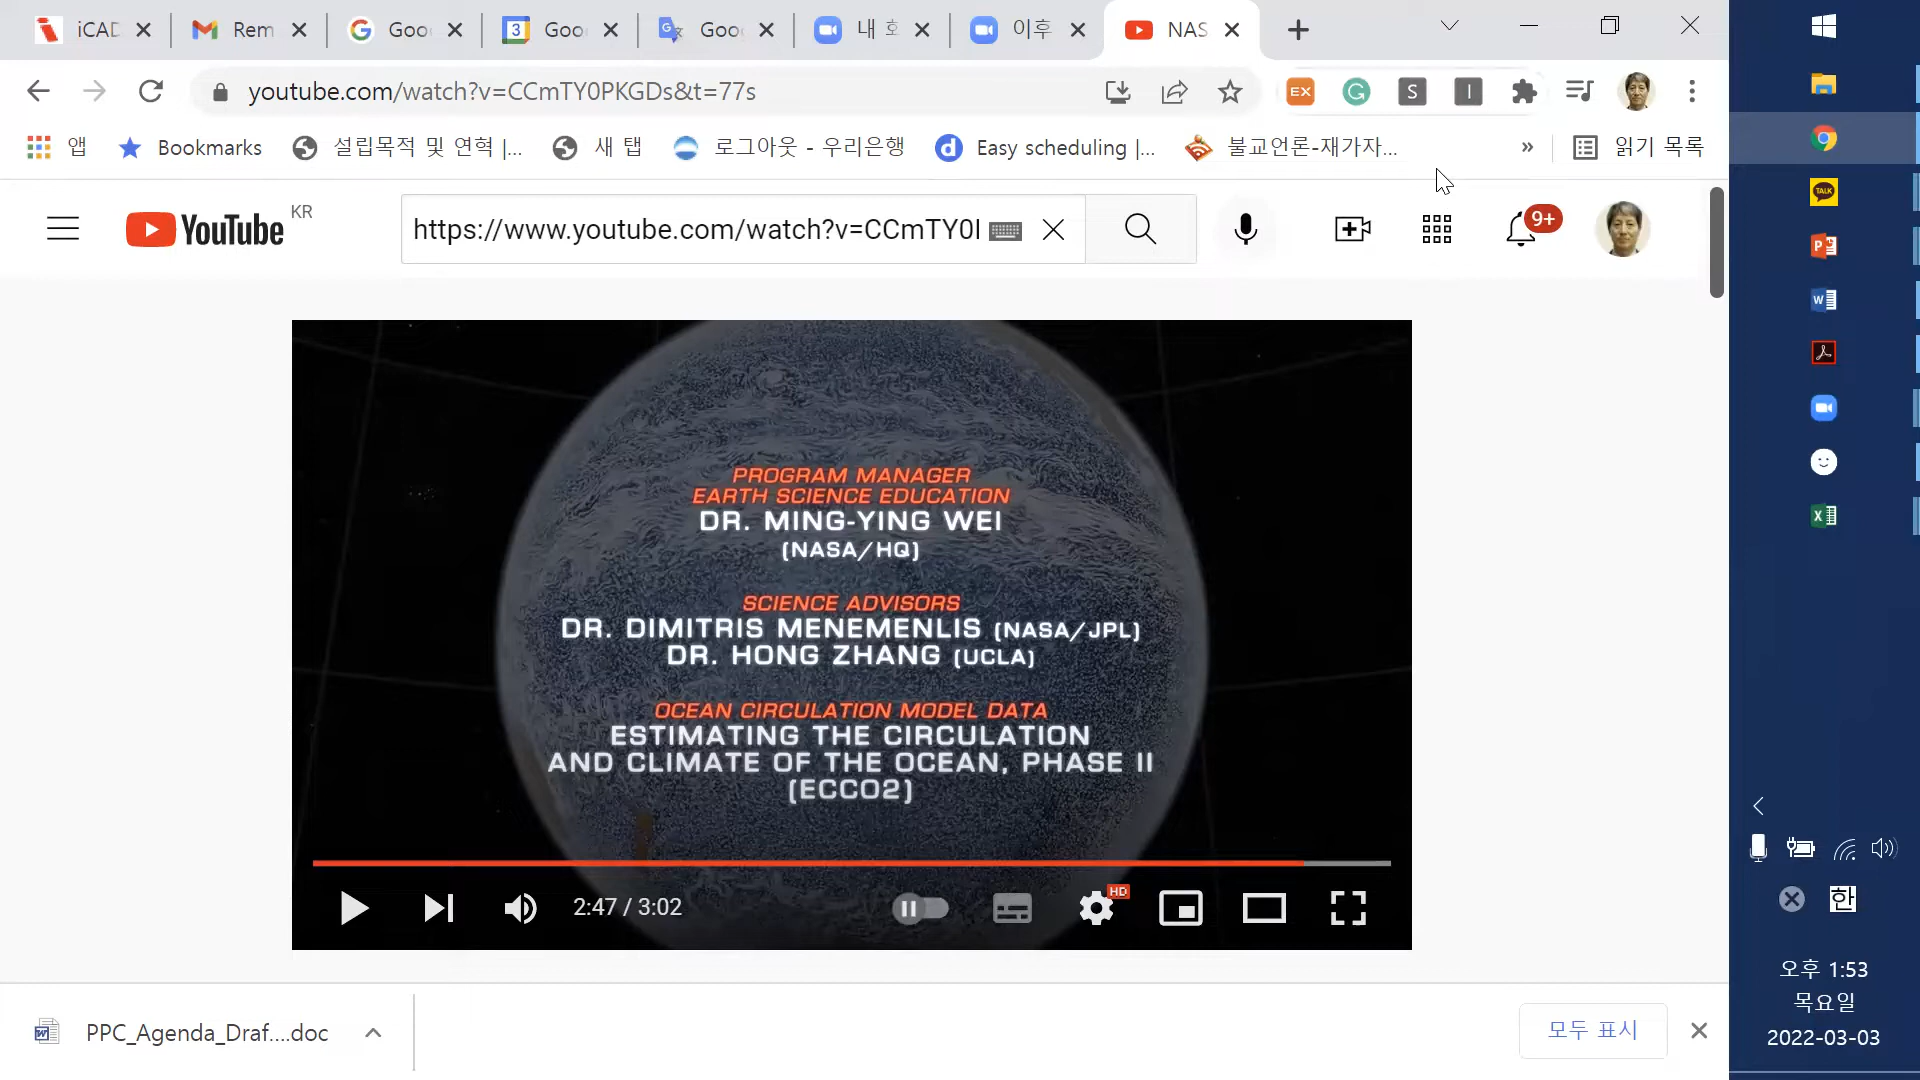 iCAD
Rem
Goo
3
Goo
Goo
내 호
이후
NAS
youtube.com/watch?v=CCmTY0PKGDs&t=77s
EX
S
I
앱
Bookmarks
설립목적 및 연혁 |...
새 탭
로그아웃 - 우리은행
Easy scheduling |...
불교언론-재가자...
»
읽기 목록
YouTube KR
https://www.youtube.com/watch?v=CCmTY0
9+
TALK
PROGRAM MANAGER
EARTH SCIENCE EDUCATION
DR. MING-YING WEI
(NASA/HQ)
SCIENCE ADVISORS
DR. DIMITRIS MENEMENLIS (NASA/JPL)
DR. HONG ZHANG (UCLA)
OCEAN CIRCULATION MODEL DATA
ESTIMATING THE CIRCULATION
AND CLIMATE OF THE OCEAN, PHASE II
(ECCO2)
2:47 / 3:02
HD
한
오후 1:53
목요일
2022-03-03
PPC_Agenda_Draf....doc
모두 표시